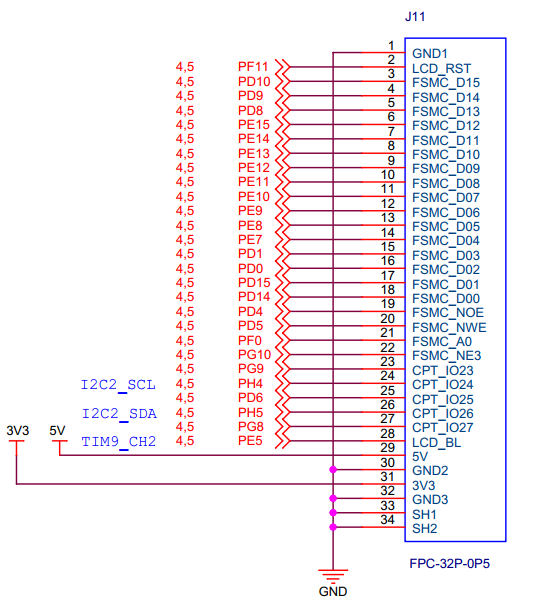 J11
1 GND1
4,5 PF11 2 LCD_RST
4,5 PD10 3 FSMC_D15
4,5 PD9 4 FSMC_D14
4,5 PD8 5 FSMC_D13
4,5 PE15 6 FSMC_D12
4,5 PE14 7 FSMC_D11
4,5 PE13 8 FSMC_D10
4,5 PE12 9 FSMC_D09
4,5 PE11 10 FSMC_D08
4,5 PE10 11 FSMC_D07
4,5 PE9 12 FSMC_D06
4,5 PE8 13 FSMC_D05
4,5 PE7 14 FSMC_D04
4,5 PD1 15 FSMC_D03
4,5 PD0 16 FSMC_D02
4,5 PD15 17 FSMC_D01
4,5 PD14 18 FSMC_D00
4,5 PD4 19 FSMC_NOE
4,5 PD5 20 FSMC_NWE
4,5 PF0 21 FSMC_A0
4,5 PG10 22 FSMC_NE3
4,5 PG9 23 CPT_IO23
I2C2_SCL 4,5 PH4 24 CPT_IO24
4,5 PD6 25 CPT_IO25
I2C2_SDA 4,5 PH5 26 CPT_IO26
4,5 PG8 27 CPT_IO27
3V3 5V TIM9_CH2 4,5 PE5 28 LCD_BL
29 5V
30 GND2
31 3V3
32 GND3
33 SH1
34 SH2
FPC-32P-0P5
GND